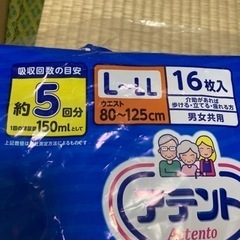 吸収回数の目安
約5回分
1回の排尿量150mlとして
L~LL
ウエスト
80~125cm
16枚入
介助があれば
歩ける・立てる・座れる方
男女共用
アテント
Attento